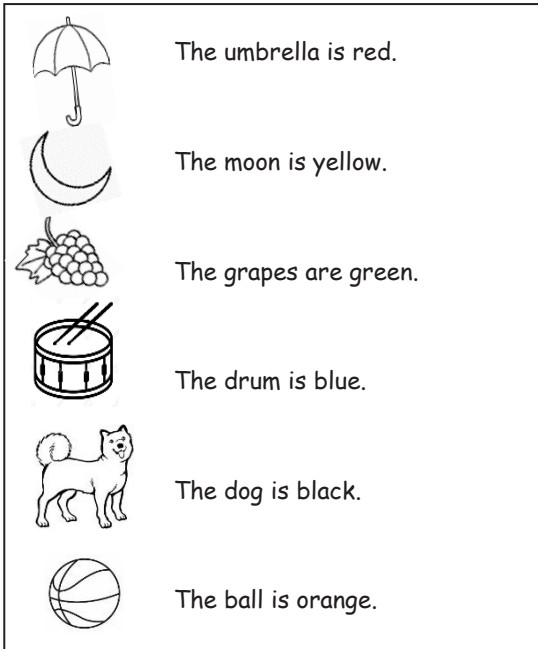 The umbrella is red.
The moon is yellow.
The grapes are green.
The drum is blue.
The dog is black.
The ball is orange.